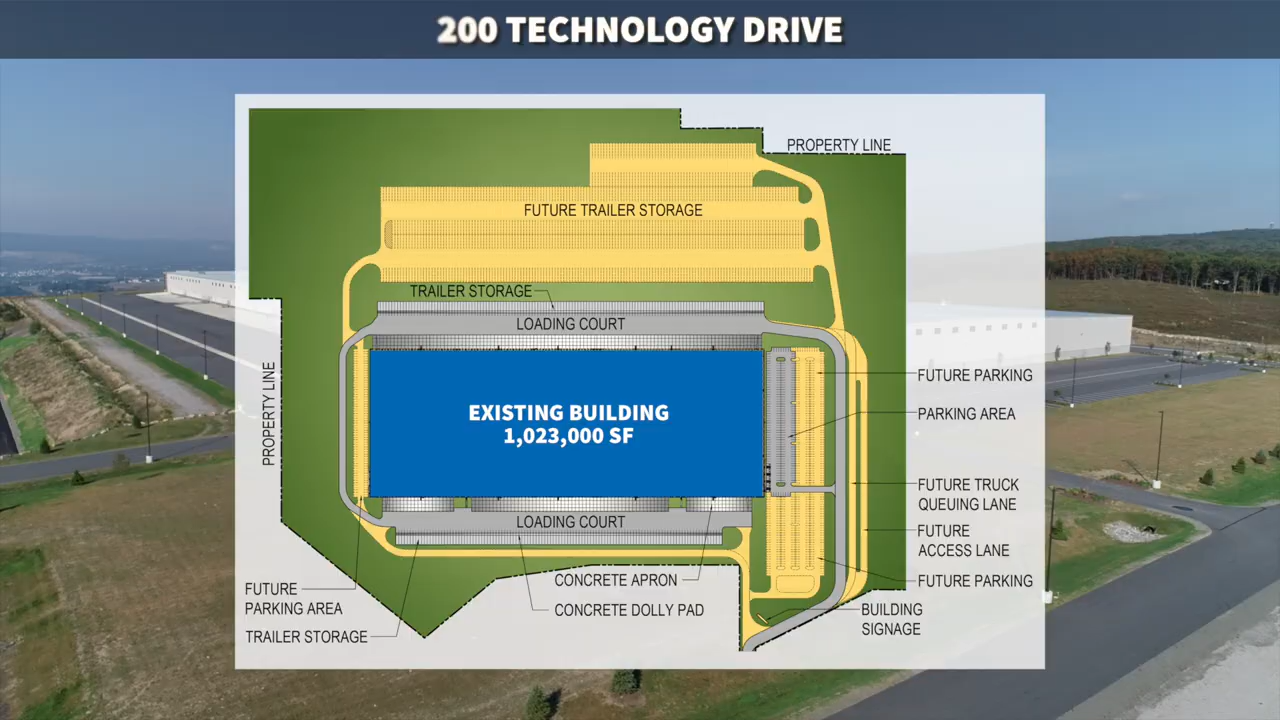 200 TECHNOLOGY DRIVE
PROPERTY LINE
FUTURE TRAILER STORAGE
TRAILER STORAGE
LOADING COURT
PROPERTY LINE
EXISTING BUILDING
1,023,000 SF
FUTURE PARKING
PARKING AREA
FUTURE TRUCK
QUEUING LANE
FUTURE
ACCESS LANE
FUTURE PARKING
LOADING COURT
CONCRETE APRON
CONCRETE DOLLY PAD
FUTURE
PARKING AREA
TRAILER STORAGE
BUILDING
SIGNAGE